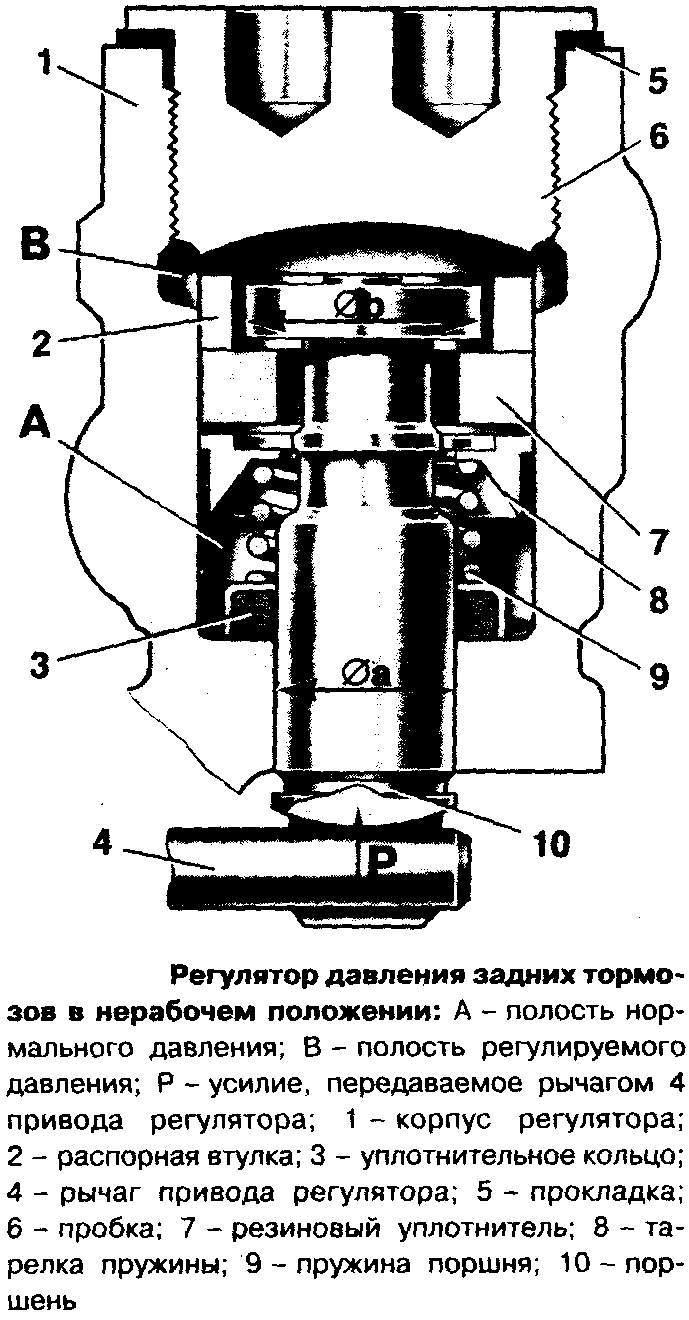 1
5
6
В
Øb
2
А
7
8
3
9
Øa
10
4
Р
Регулятор давления задних тормо-
зов в нерабочем положении: А – полость нор-
мального давления; В – полость регулируемого
давления; Р – усилие, передаваемое рычагом 4
привода регулятора; 1 – корпус регулятора;
2 – распорная втулка; 3 – уплотнительное кольцо;
4 – рычаг привода регулятора; 5 – прокладка;
6 – пробка; 7 – резиновый уплотнитель; 8 – та-
релка пружины; 9 – пружина поршня; 10 – пор-
шень